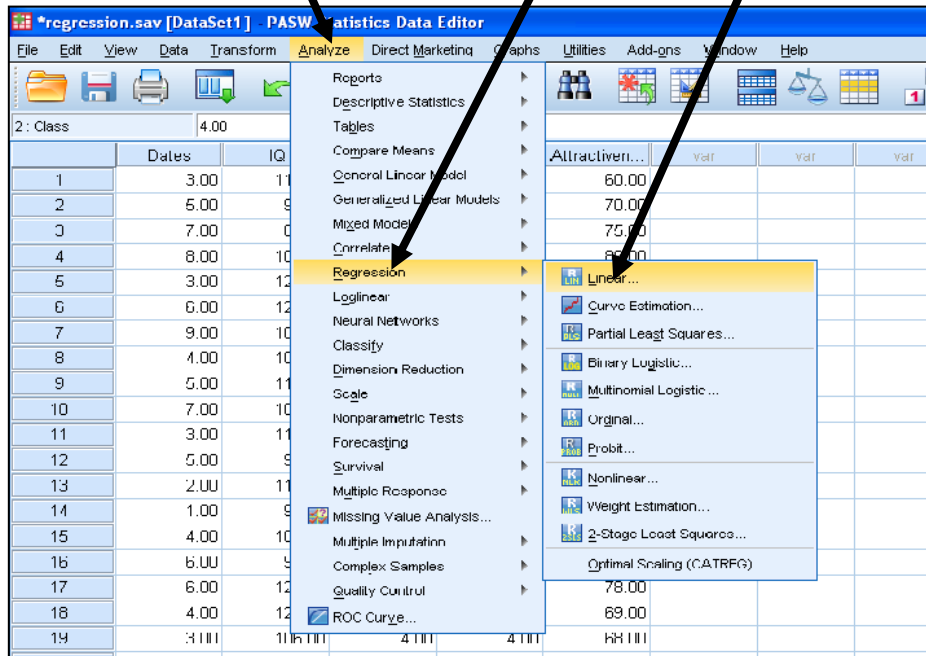 *regression.sav [DataSet1] - PASW Statistics Data Editor
File Edit View Data Transform Analyze Direct Marketing Graphs Utilities Add-ons Window Help
2 : Class 4.00
Dates IQ Attractiven... var var var
1 3.00 60.00
2 5.00 70.00
3 7.00 75.00
4 8.00
5 3.00
6 6.00
7 9.00
8 4.00
9 5.00
10 7.00
11 3.00
12 5.00
13 2.00
14 1.00
15 4.00
16 6.00
17 6.00 78.00
18 4.00 69.00
19 3.00 106.00 4.00 4.00 68.00
Reports
Descriptive Statistics
Tables
Compare Means
General Linear Model
Generalized Linear Models
Mixed Models
Correlate
Regression
Loglinear
Neural Networks
Classify
Dimension Reduction
Scale
Nonparametric Tests
Forecasting
Survival
Multiple Response
Missing Value Analysis...
Multiple Imputation
Complex Samples
Quality Control
ROC Curve...
Linear...
Curve Estimation...
Partial Least Squares...
Binary Logistic...
Multinomial Logistic...
Ordinal...
Probit...
Nonlinear...
Weight Estimation...
2-Stage Least Squares...
Optimal Scaling (CATREG)